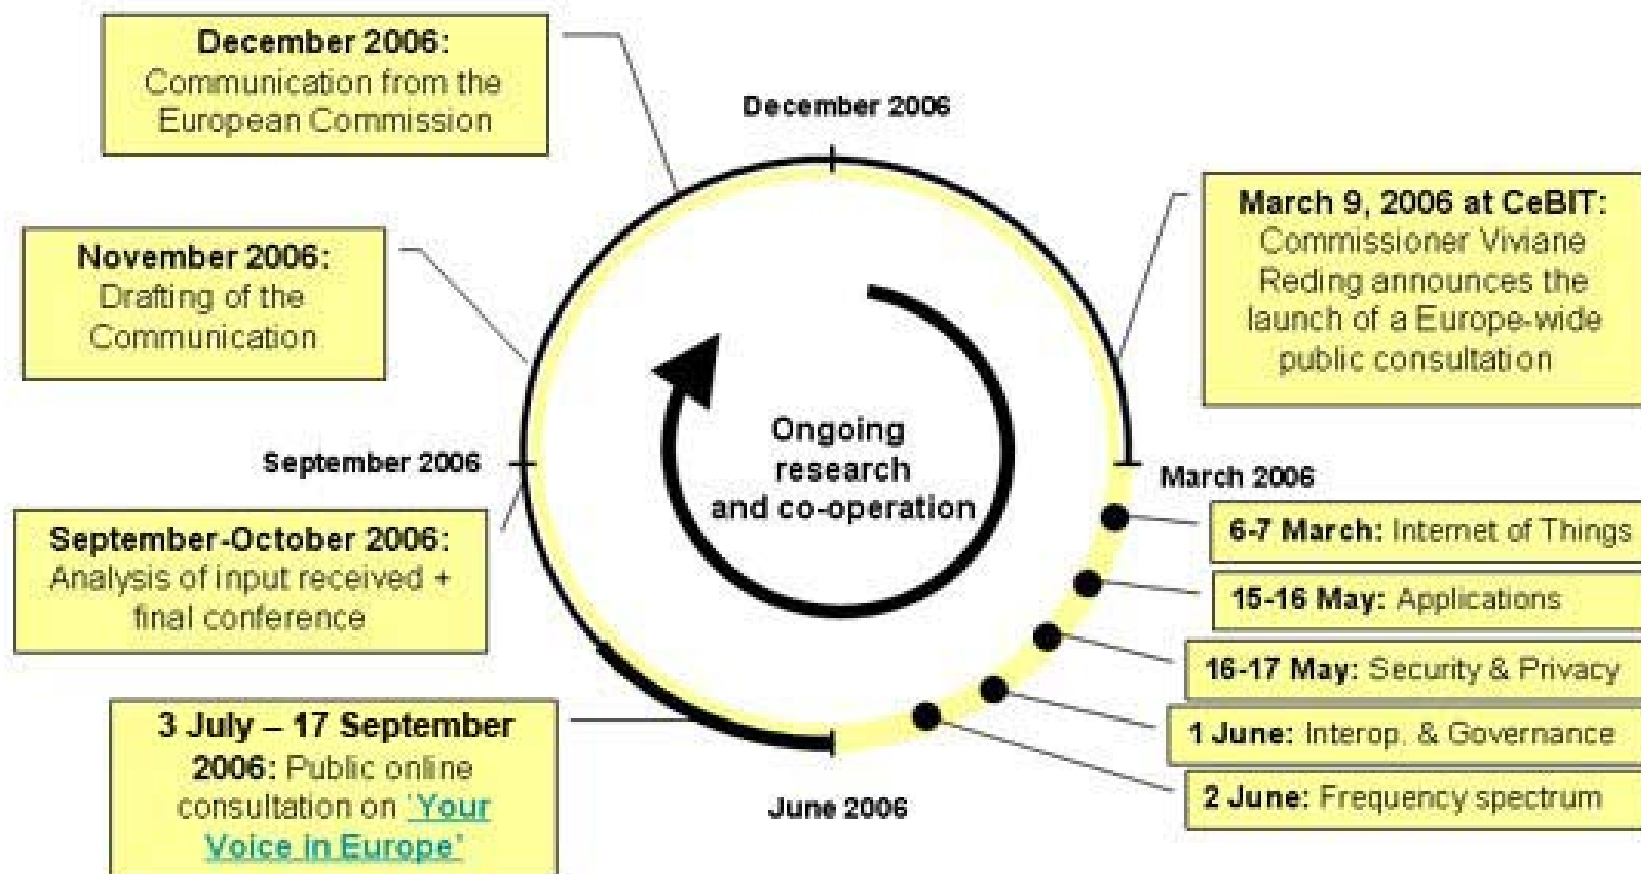 December 2006:
Communication from the
European Commission
December 2006
March 9, 2006 at CeBIT:
Commissioner Viviane
Reding announces the
launch of a Europe-wide
public consultation
November 2006:
Drafting of the
Communication
Ongoing
research
and co-operation
September 2006
March 2006
6-7 March: Internet of Things
15-16 May: Applications
16-17 May: Security & Privacy
1 June: Interop. & Governance
2 June: Frequency spectrum
September-October 2006:
Analysis of input received +
final conference
3 July – 17 September
2006: Public online
consultation on 'Your
Voice in Europe'
June 2006